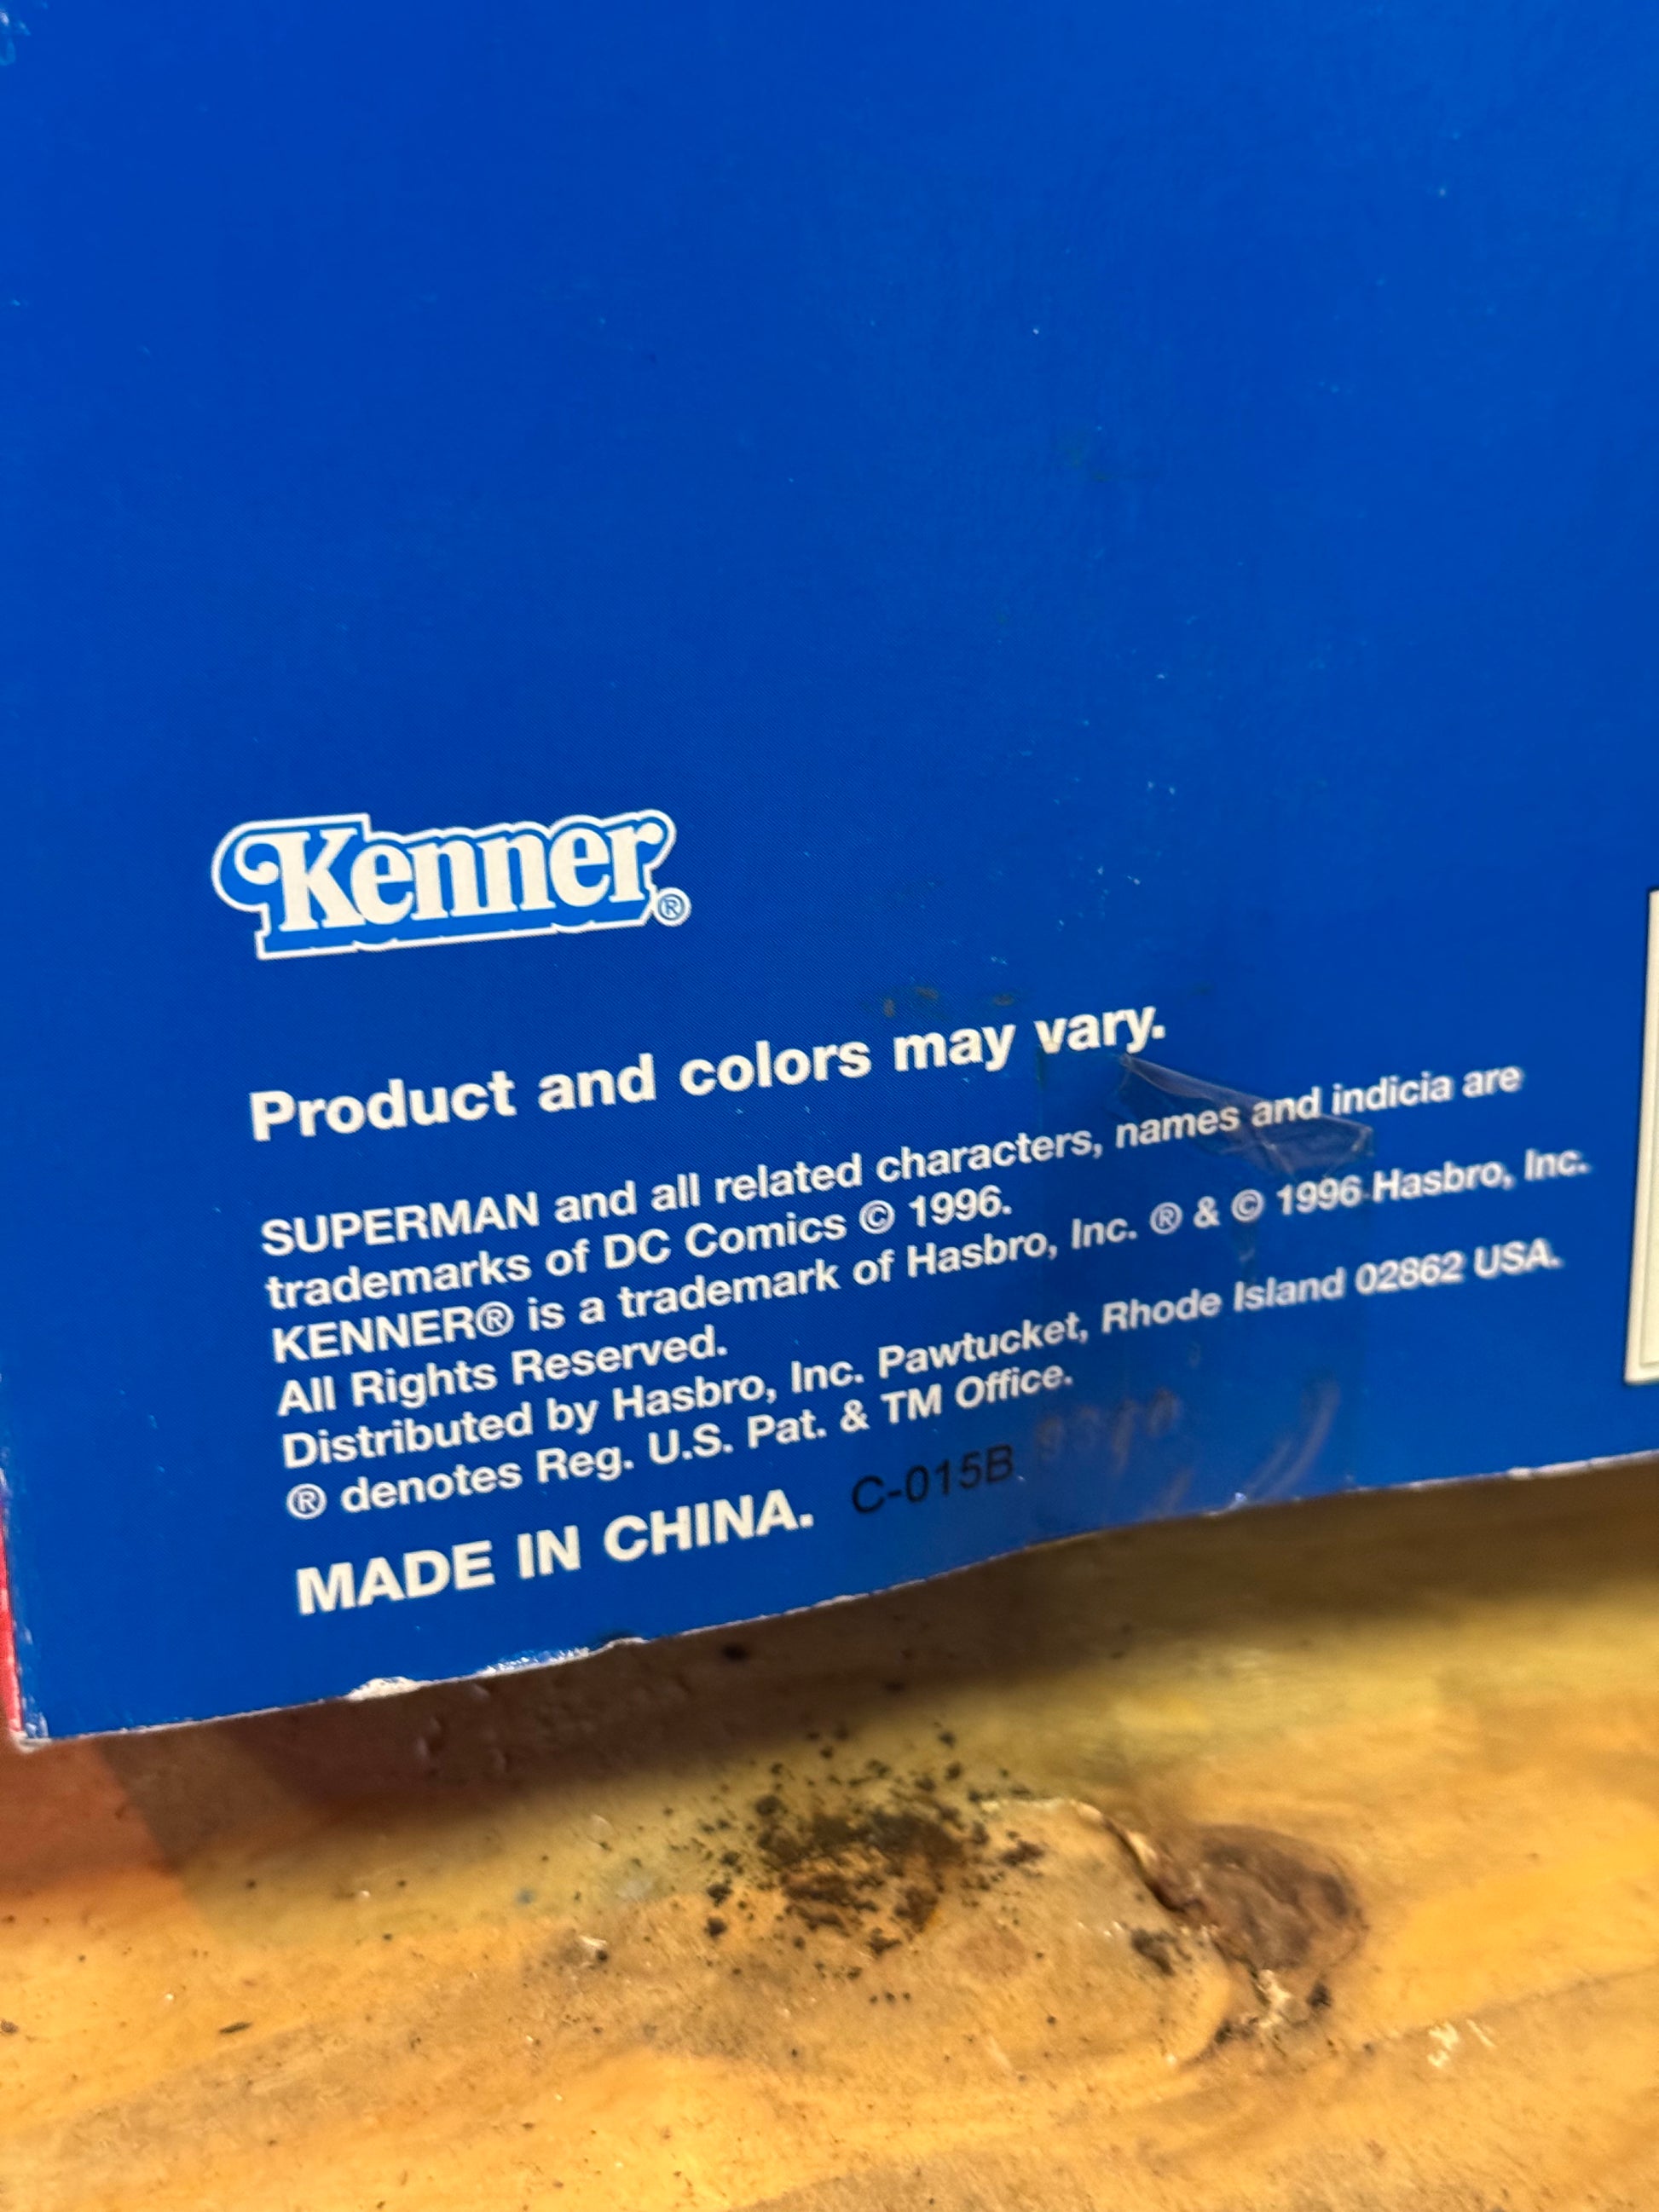 Kenner®
Product and colors may vary.
SUPERMAN and all related characters, names and indicia are
trademarks of DC Comics © 1996.
KENNER® is a trademark of Hasbro, Inc. ® & © 1996 Hasbro, Inc.
All Rights Reserved.
Distributed by Hasbro, Inc. Pawtucket, Rhode Island 02862 USA.
® denotes Reg. U.S. Pat. & TM Office.
MADE IN CHINA. C-015B